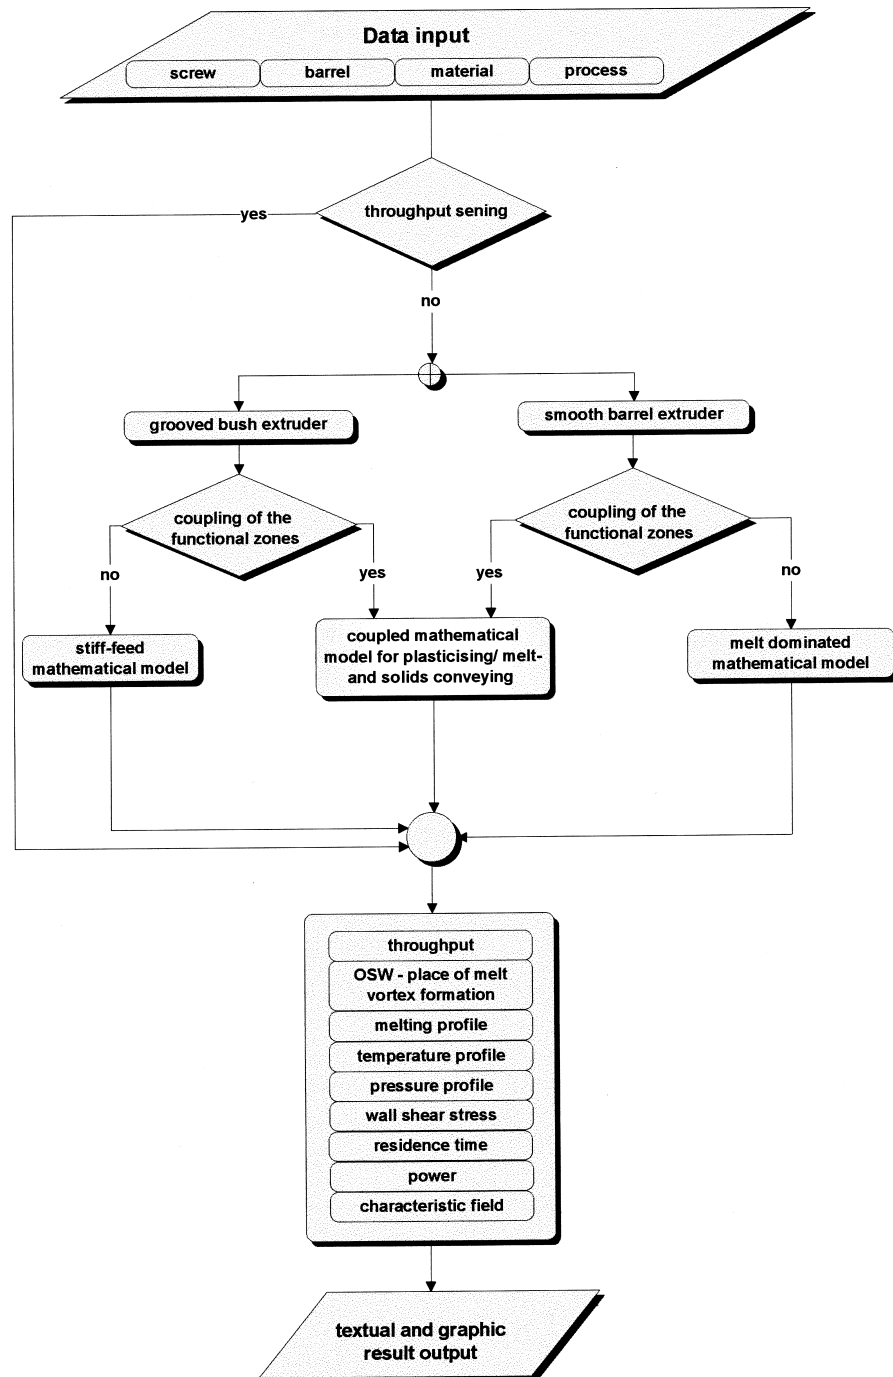 Data input
screw
barrel
material
process
throughput sening
yes
no
grooved bush extruder
smooth barrel extruder
coupling of the
functional zones
coupling of the
functional zones
no
yes
yes
no
stiff-feed
mathematical model
coupled mathematical
model for plasticising/ melt-
and solids conveying
melt dominated
mathematical model
throughput
OSW - place of melt
vortex formation
melting profile
temperature profile
pressure profile
wall shear stress
residence time
power
characteristic field
textual and graphic
result output